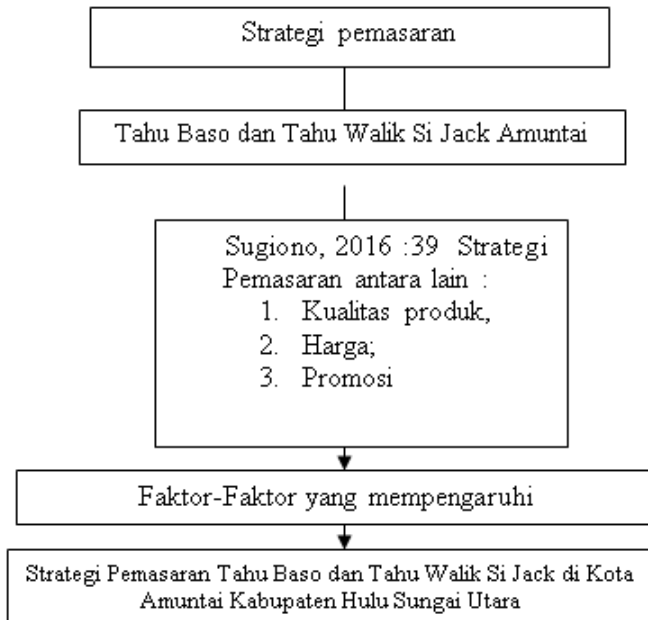 Strategi pemasaran
Tahu Baso dan Tahu Walik Si Jack Amuntai
Sugiono, 2016 :39 Strategi
Pemasaran antara lain :
1. Kualitas produk,
2. Harga;
3. Promosi
Faktor-Faktor yang mempengaruhi
Strategi Pemasaran Tahu Baso dan Tahu Walik Si Jack di Kota
Amuntai Kabupaten Hulu Sungai Utara